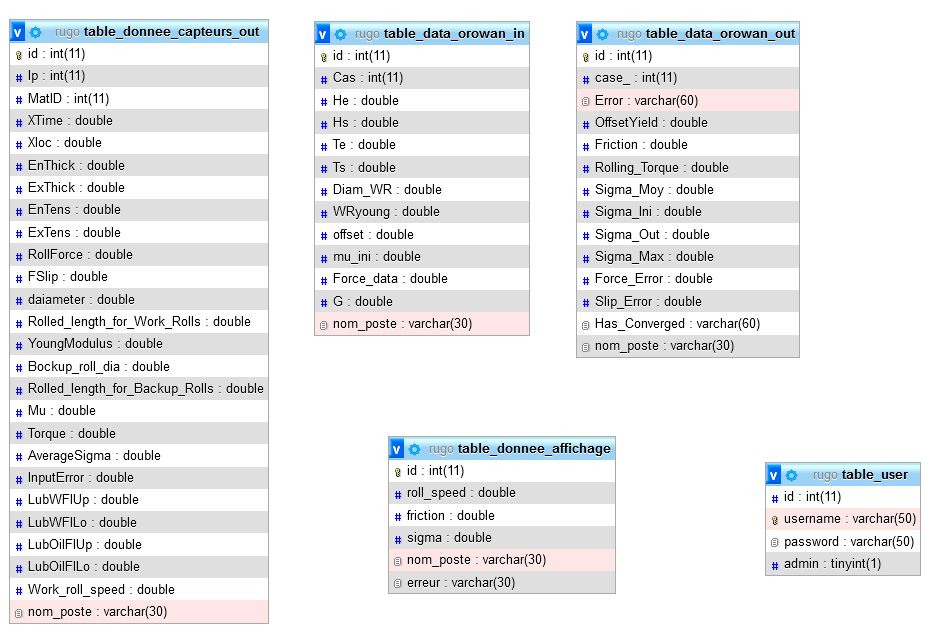 rugo table_donnee_capteurs_out
id : int(11)
Ip : int(11)
MatID : int(11)
XTime : double
Xloc : double
EnThick : double
ExThick : double
EnTens : double
ExTens : double
RollForce : double
FSlip : double
daiameter : double
Rolled_length_for_Work_Rolls : double
YoungModulus : double
Bockup_roll_dia : double
Rolled_length_for_Backup_Rolls : double
Mu : double
Torque : double
AverageSigma : double
InputError : double
LubWFlUp : double
LubWFlLo : double
LubOilFlUp : double
LubOilFlLo : double
Work_roll_speed : double
nom_poste : varchar(30)
rugo table_data_orowan_in
id : int(11)
Cas : int(11)
He : double
Hs : double
Te : double
Ts : double
Diam_WR : double
WRyoung : double
offset : double
mu_ini : double
Force_data : double
G : double
nom_poste : varchar(30)
rugo table_data_orowan_out
id : int(11)
case_ : int(11)
Error : varchar(60)
OffsetYield : double
Friction : double
Rolling_Torque : double
Sigma_Moy : double
Sigma_Ini : double
Sigma_Out : double
Sigma_Max : double
Force_Error : double
Slip_Error : double
Has_Converged : varchar(60)
nom_poste : varchar(30)
rugo table_donnee_affichage
id : int(11)
roll_speed : double
friction : double
sigma : double
nom_poste : varchar(30)
erreur : varchar(30)
rugo table_user
id : int(11)
username : varchar(50)
password : varchar(50)
admin : tinyint(1)